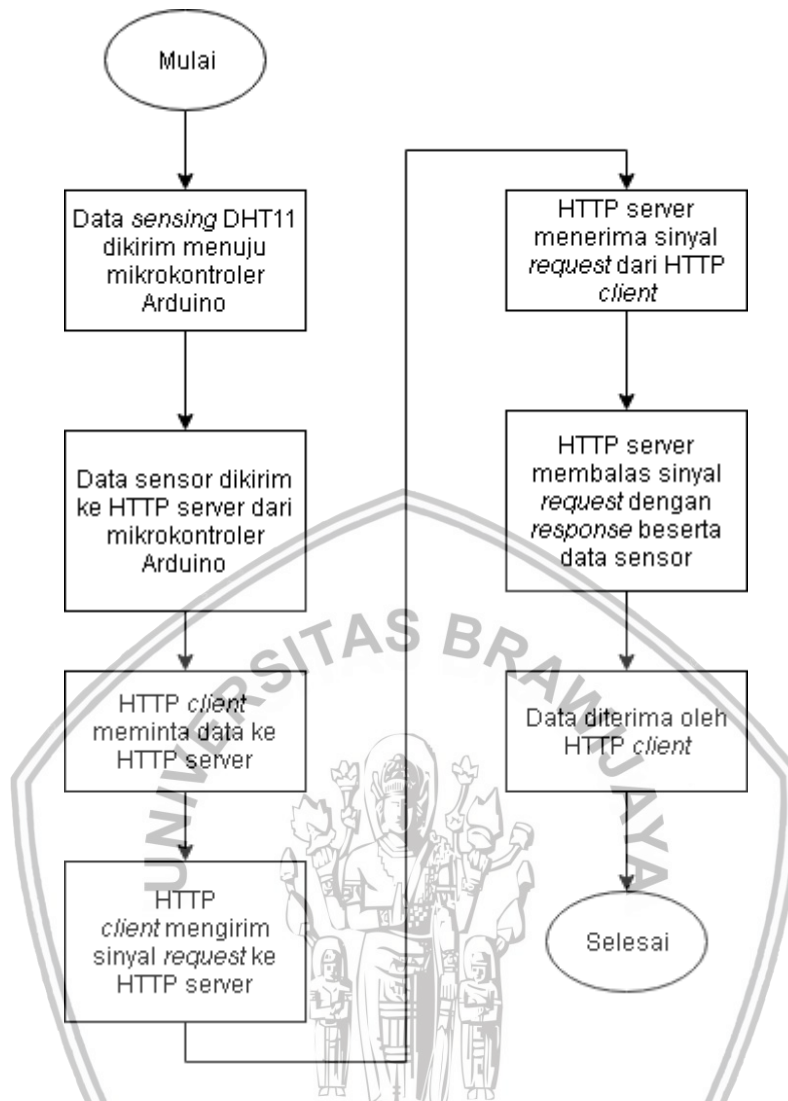 Mulai
Data sensing DHT11
dikirim menuju
mikrokontroler
Arduino
Data sensor dikirim
ke HTTP server dari
mikrokontroler
Arduino
HTTP client
meminta data ke
HTTP server
HTTP
client mengirim
sinyal request ke
HTTP server
HTTP server
menerima sinyal
request dari HTTP
client
HTTP server
membalas sinyal
request dengan
response beserta
data sensor
Data diterima oleh
HTTP client
Selesai
UNIVERSITAS BRAWIJAYA